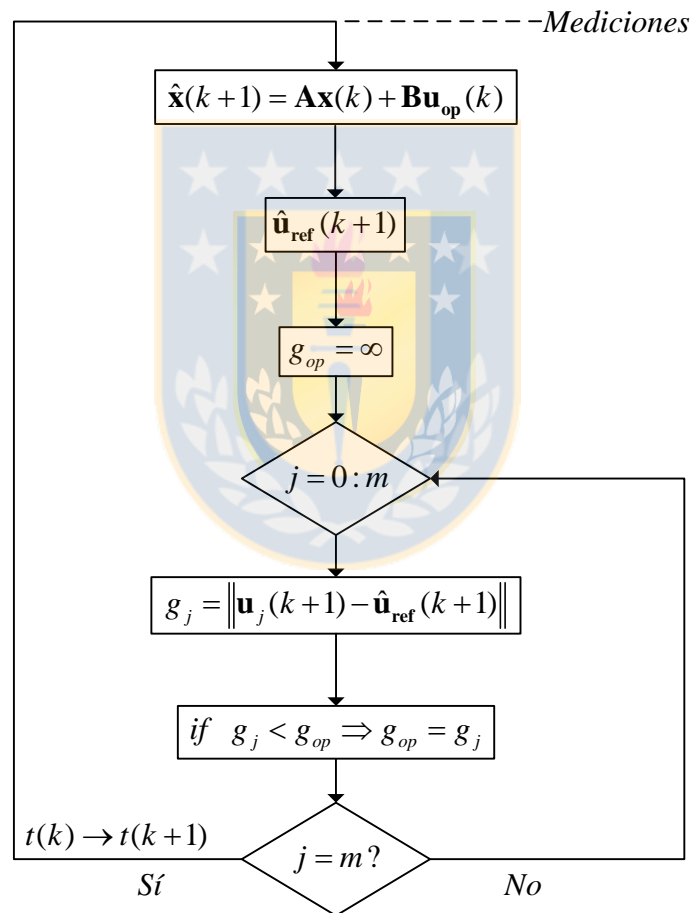 Mediciones
x̂(k+1) = Ax(k) + Bu_op(k)
û_ref(k+1)
g_op = ∞
j = 0 : m
g_j = ‖u_j(k+1) − û_ref(k+1)‖
if g_j < g_op ⇒ g_op = g_j
t(k) → t(k+1)
j = m ?
Sí
No